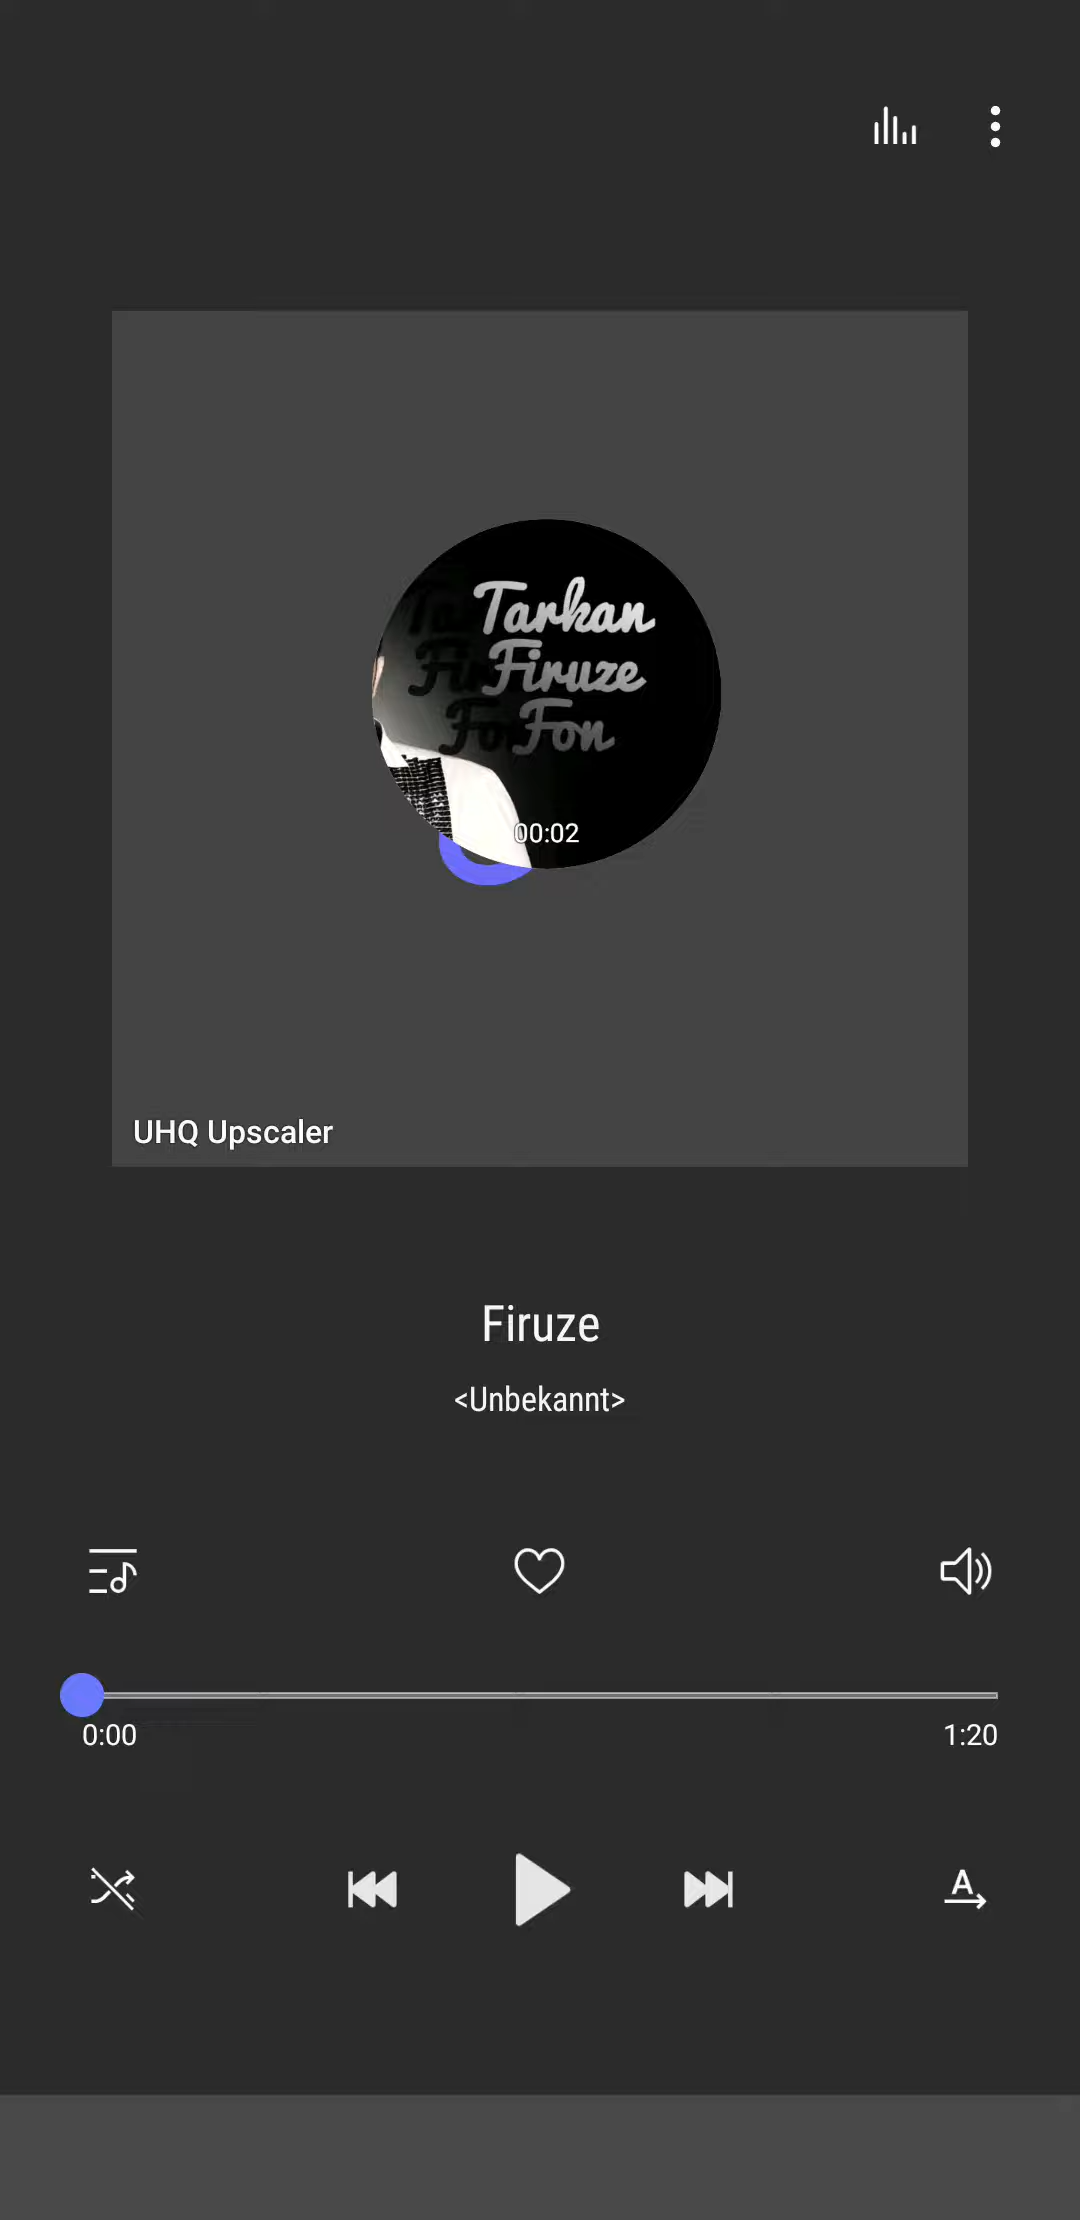 Tarkan
Firuze
Fon
00:02
UHQ Upscaler
Firuze
<Unbekannt>
0:00
1:20
A